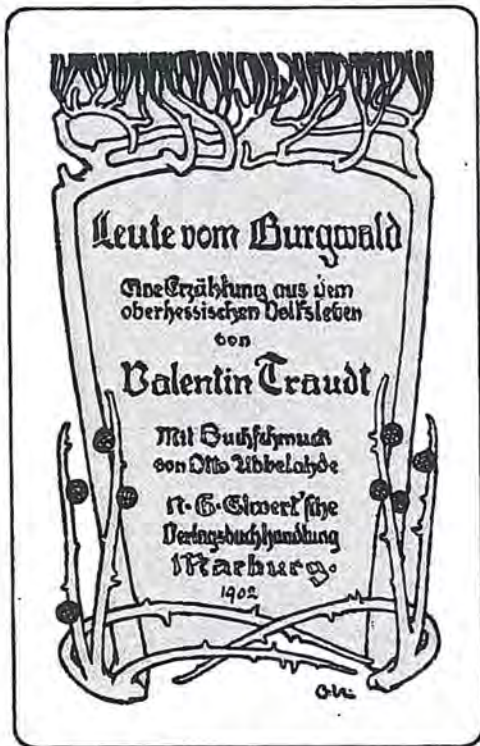 Leute vom Burgwald
Eine Erzählung aus dem
oberhessischen Volksleben
von
Valentin Traudt
Mit Buchschmuck
von Otto Ubbelohde
N. G. Elwert'sche
Verlagsbuchhandlung
Marburg.
1902